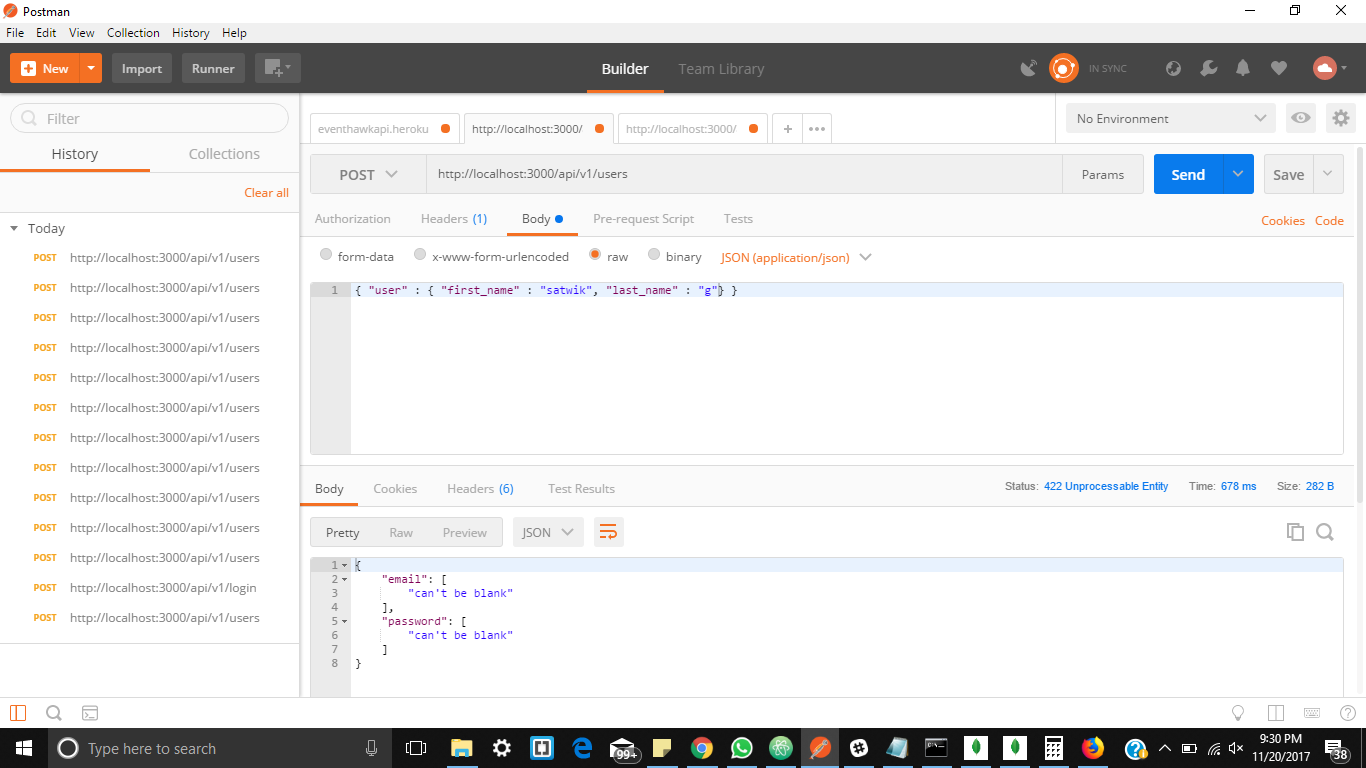 Postman
File Edit View Collection History Help
New Import Runner Builder Team Library IN SYNC
Filter
History Collections
Clear all
Today
POST http://localhost:3000/api/v1/users
POST http://localhost:3000/api/v1/users
POST http://localhost:3000/api/v1/users
POST http://localhost:3000/api/v1/users
POST http://localhost:3000/api/v1/users
POST http://localhost:3000/api/v1/users
POST http://localhost:3000/api/v1/users
POST http://localhost:3000/api/v1/users
POST http://localhost:3000/api/v1/users
POST http://localhost:3000/api/v1/users
POST http://localhost:3000/api/v1/users
POST http://localhost:3000/api/v1/login
POST http://localhost:3000/api/v1/users
eventhawkapi.heroku http://localhost:3000/ http://localhost:3000/ + ••• No Environment
POST http://localhost:3000/api/v1/users Params Send Save
Authorization Headers (1) Body Pre-request Script Tests Cookies Code
form-data x-www-form-urlencoded raw binary JSON (application/json)
1 { "user" : { "first_name" : "satwik", "last_name" : "g"} }
Body Cookies Headers (6) Test Results Status: 422 Unprocessable Entity Time: 678 ms Size: 282 B
Pretty Raw Preview JSON
1 {
2 "email": [
3 "can't be blank"
4 ],
5 "password": [
6 "can't be blank"
7 ]
8 }
Type here to search 99+ 9:30 PM
11/20/2017 38